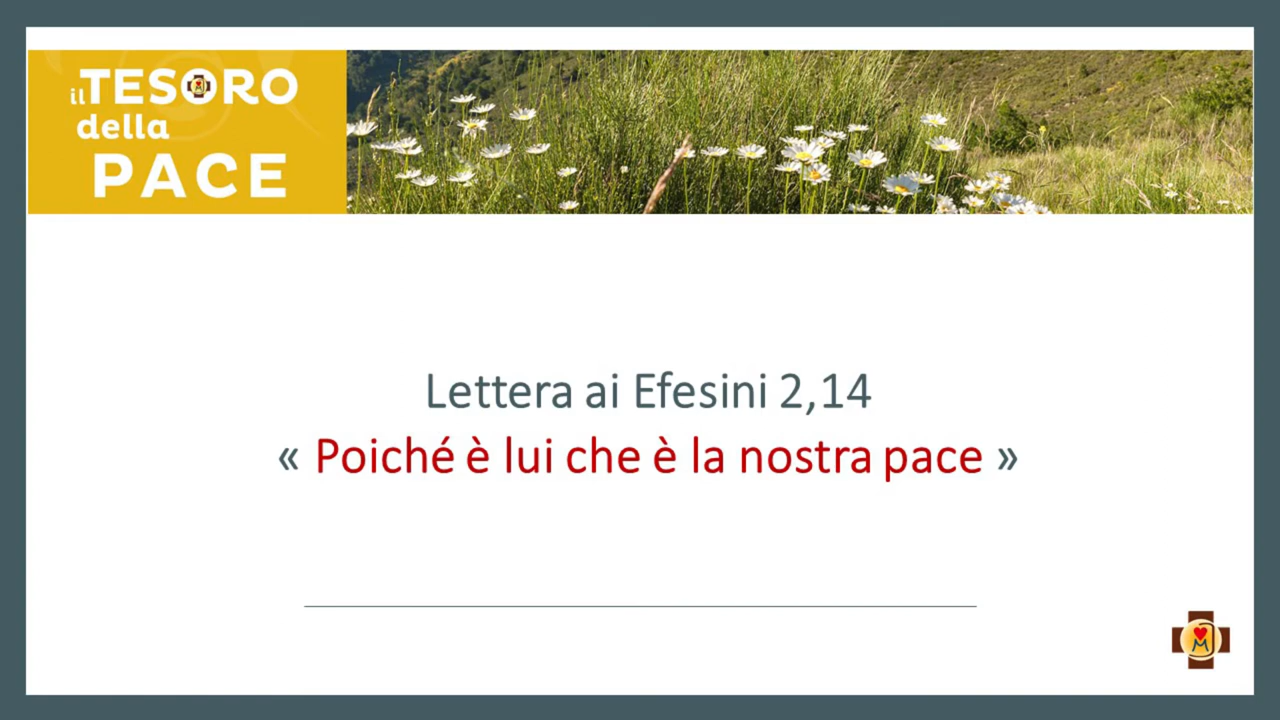 il TESORO
della
PACE
Lettera ai Efesini 2,14
« Poiché è lui che è la nostra pace »
M